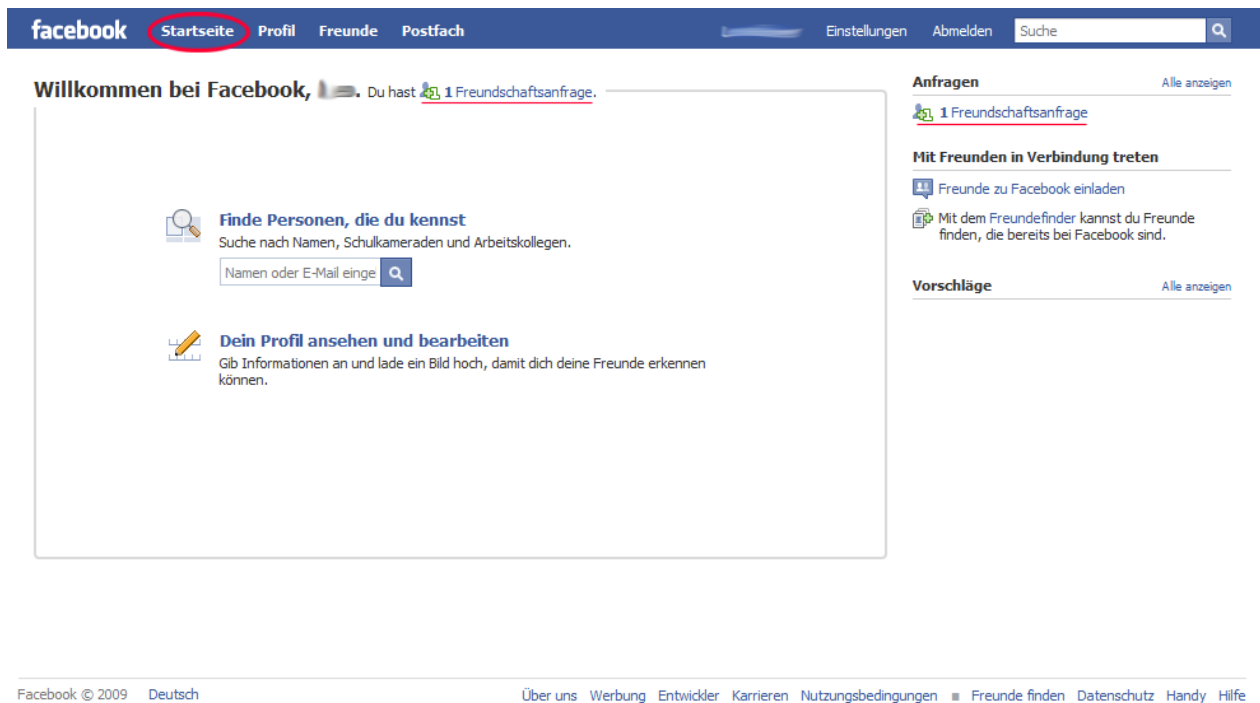 facebook Startseite Profil Freunde Postfach Einstellungen Abmelden Suche
Willkommen bei Facebook, . Du hast 1 Freundschaftsanfrage.
Finde Personen, die du kennst
Suche nach Namen, Schulkameraden und Arbeitskollegen.
Namen oder E-Mail einge
Dein Profil ansehen und bearbeiten
Gib Informationen an und lade ein Bild hoch, damit dich deine Freunde erkennen
können.
Anfragen Alle anzeigen
1 Freundschaftsanfrage
Mit Freunden in Verbindung treten
Freunde zu Facebook einladen
Mit dem Freundefinder kannst du Freunde
finden, die bereits bei Facebook sind.
Vorschläge Alle anzeigen
Facebook © 2009 Deutsch Über uns Werbung Entwickler Karrieren Nutzungsbedingungen Freunde finden Datenschutz Handy Hilfe